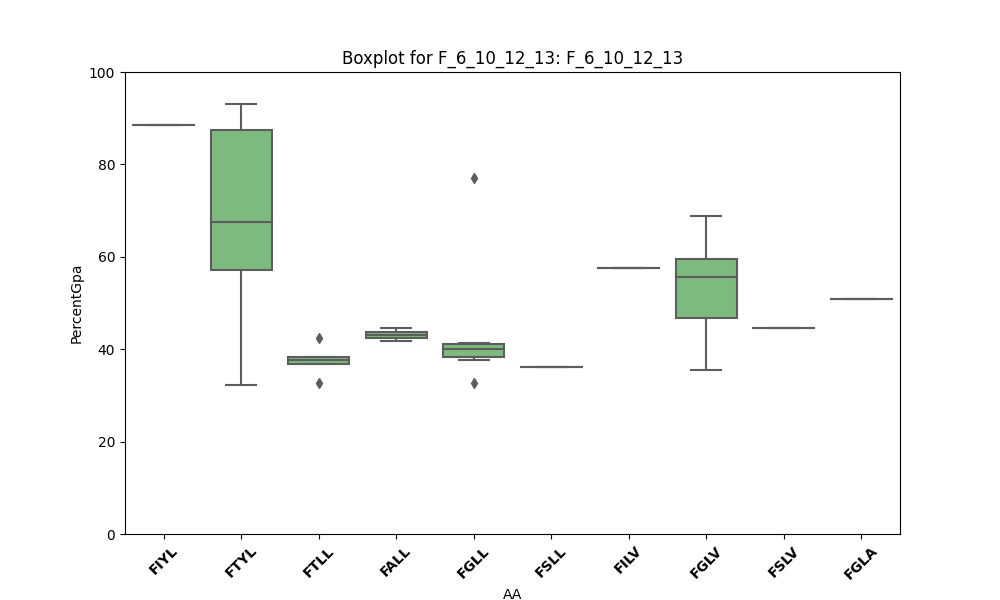 Boxplot for F_6_10_12_13: F_6_10_12_13
PercentGpa
100
80
60
40
20
0
FIYL
FTYL
FTLL
FALL
FGLL
FSLL
FILV
FGLV
FSLV
FGLA
AA